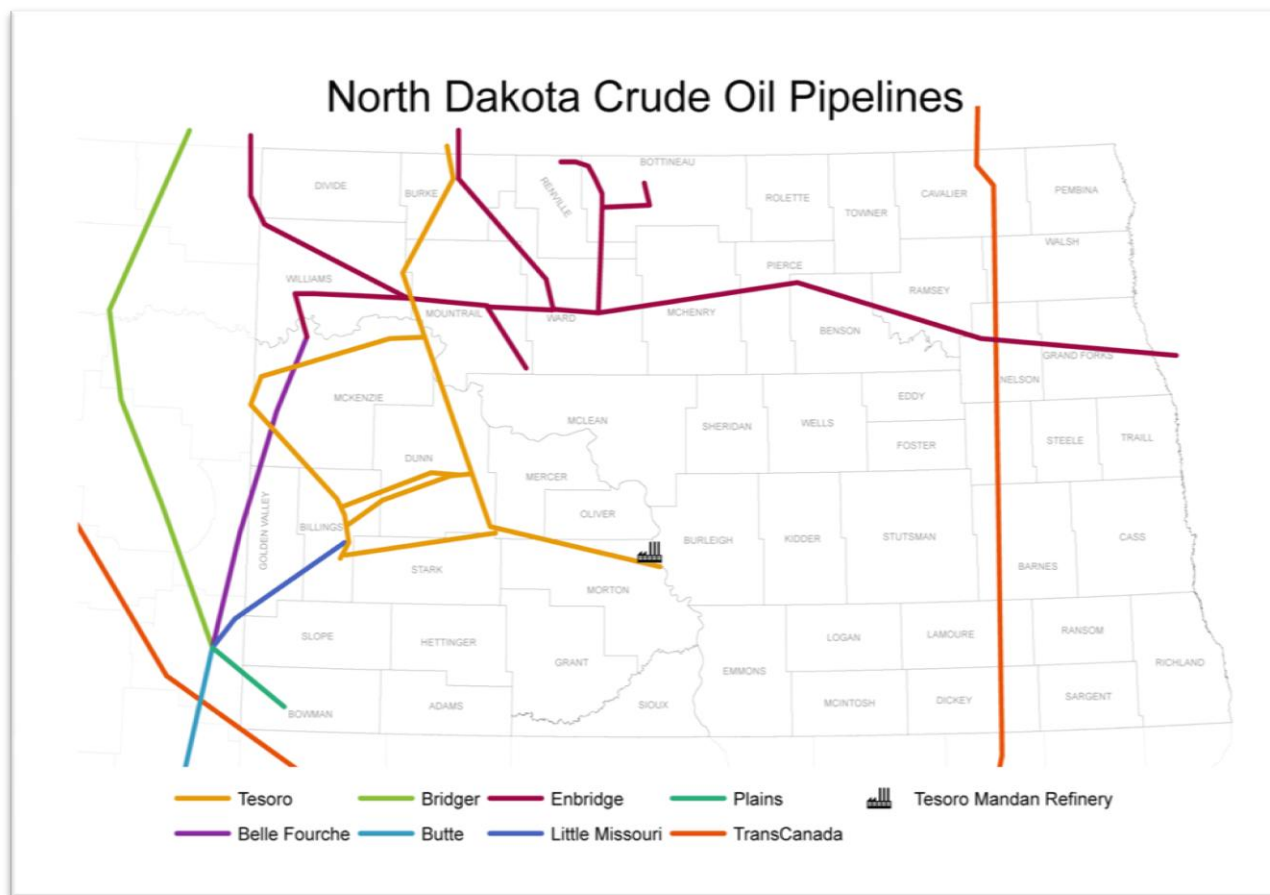 North Dakota Crude Oil Pipelines
BOTTINEAU
DIVIDE
BURKE
RENVILLE
ROLETTE
CAVALIER
PEMBINA
TOWNER
WALSH
PIERCE
WILLIAMS
RAMSEY
MOUNTRAIL
WARD
MCHENRY
BENSON
GRAND FORKS
NELSON
MCKENZIE
EDDY
MCLEAN
SHERIDAN
WELLS
STEELE
TRAILL
FOSTER
DUNN
MERCER
GOLDEN VALLEY
BILLINGS
OLIVER
BURLEIGH
KIDDER
STUTSMAN
CASS
BARNES
STARK
MORTON
SLOPE
HETTINGER
LOGAN
LAMOURE
RANSOM
GRANT
EMMONS
RICHLAND
BOWMAN
ADAMS
SIOUX
MCINTOSH
DICKEY
SARGENT
Tesoro Bridger Enbridge Plains Tesoro Mandan Refinery
Belle Fourche Butte Little Missouri TransCanada